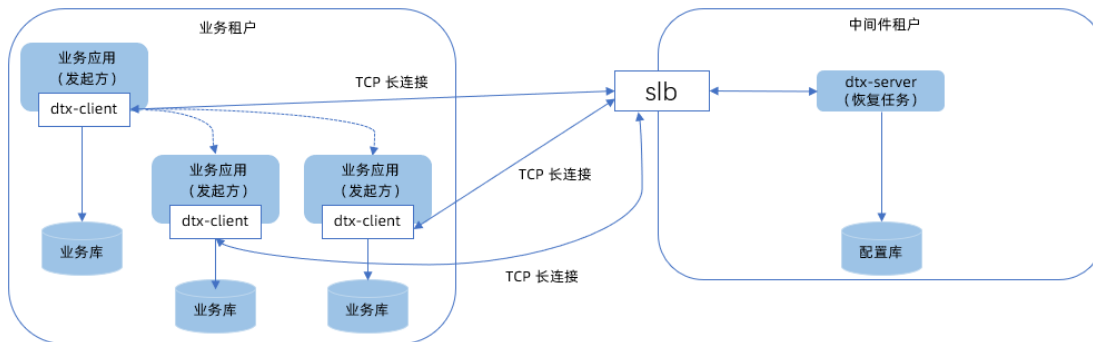 业务租户
中间件租户
业务应用
（发起方）
dtx-client
TCP 长连接
slb
dtx-server
（恢复任务）
业务应用
（发起方）
dtx-client
业务应用
（发起方）
dtx-client
TCP 长连接
业务库
配置库
TCP 长连接
业务库
业务库